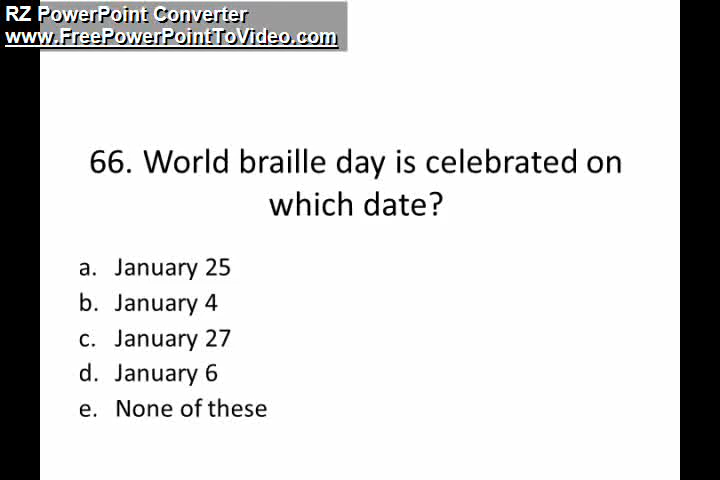 RZ PowerPoint Converter
www.FreePowerPointToVideo.com
66. World braille day is celebrated on
which date?
a. January 25
b. January 4
c. January 27
d. January 6
e. None of these